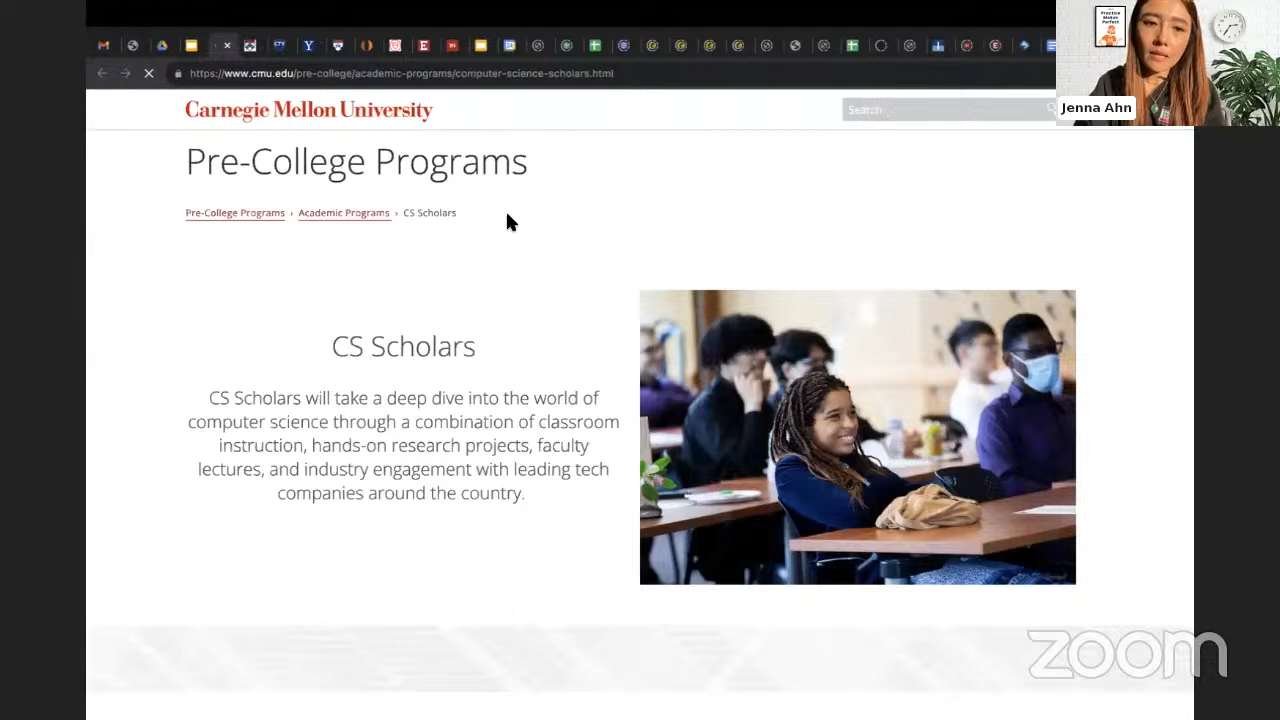 https://www.cmu.edu/pre-college/academic-programs/computer-science-scholars.html
Practice
Makes
Perfect
Jenna Ahn
Carnegie Mellon University
Search
Pre-College Programs
Pre-College Programs › Academic Programs › CS Scholars
CS Scholars
CS Scholars will take a deep dive into the world of
computer science through a combination of classroom
instruction, hands-on research projects, faculty
lectures, and industry engagement with leading tech
companies around the country.
zoom